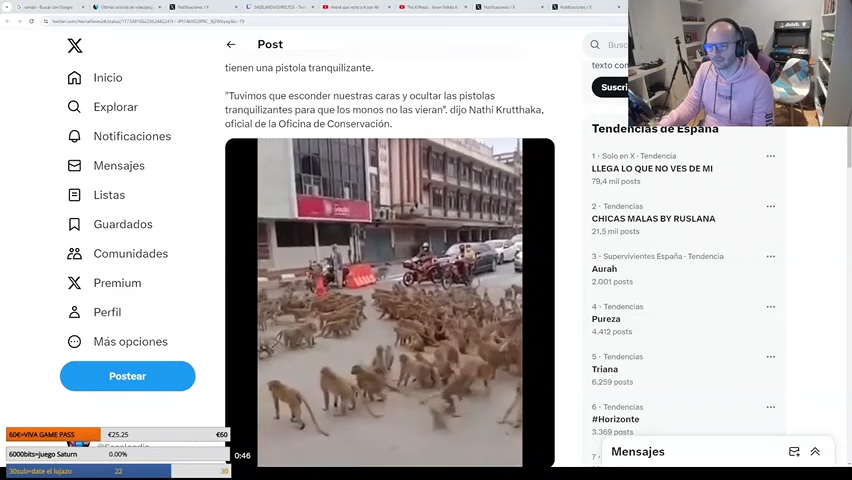 Inicio
Explorar
Notificaciones
Mensajes
Listas
Guardados
Comunidades
Premium
Perfil
Más opciones
Postear
Post
tienen una pistola tranquilizante.
"Tuvimos que esconder nuestras caras y ocultar las pistolas
tranquilizantes para que los monos no las vieran". dijo Nathi Krutthaka,
oficial de la Oficina de Conservación.
0:46
Busc
texto com
Suscri
Tendencias de España
1 · Solo en X · Tendencia
LLEGA LO QUE NO VES DE MI
79,4 mil posts
2 · Tendencias
CHICAS MALAS BY RUSLANA
21,5 mil posts
3 · Supervivientes España · Tendencia
Aurah
2.001 posts
4 · Tendencias
Pureza
4.412 posts
5 · Tendencias
Triana
6.259 posts
6 · Tendencias
#Horizonte
3.369 posts
Mensajes
60€=VIVA GAME PASS €25.25 €60
6000bits=juego Saturn 0.00%
30sub=date el lujazo 22 30